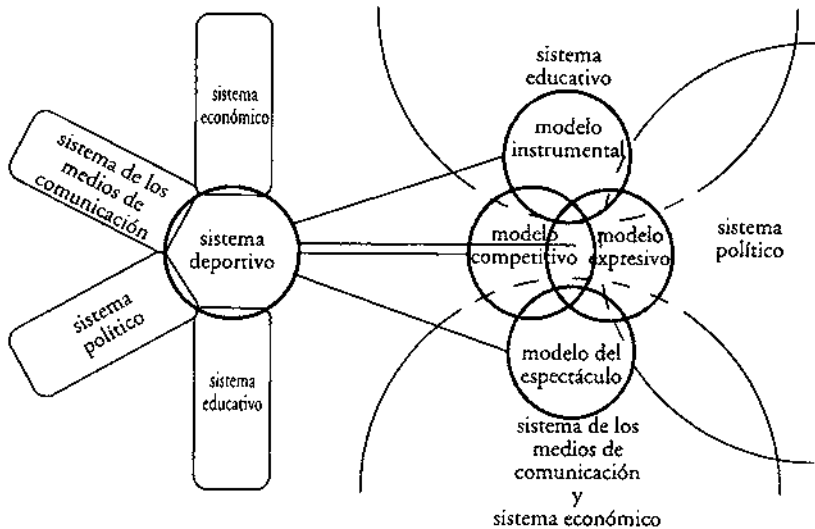 sistema
económico
sistema de los
medios de
comunicación
sistema
deportivo
sistema
político
sistema
educativo
sistema
educativo
modelo
instrumental
modelo
competitivo
modelo
expresivo
sistema
político
modelo del
espectáculo
sistema de los
medios de
comunicación
y
sistema económico